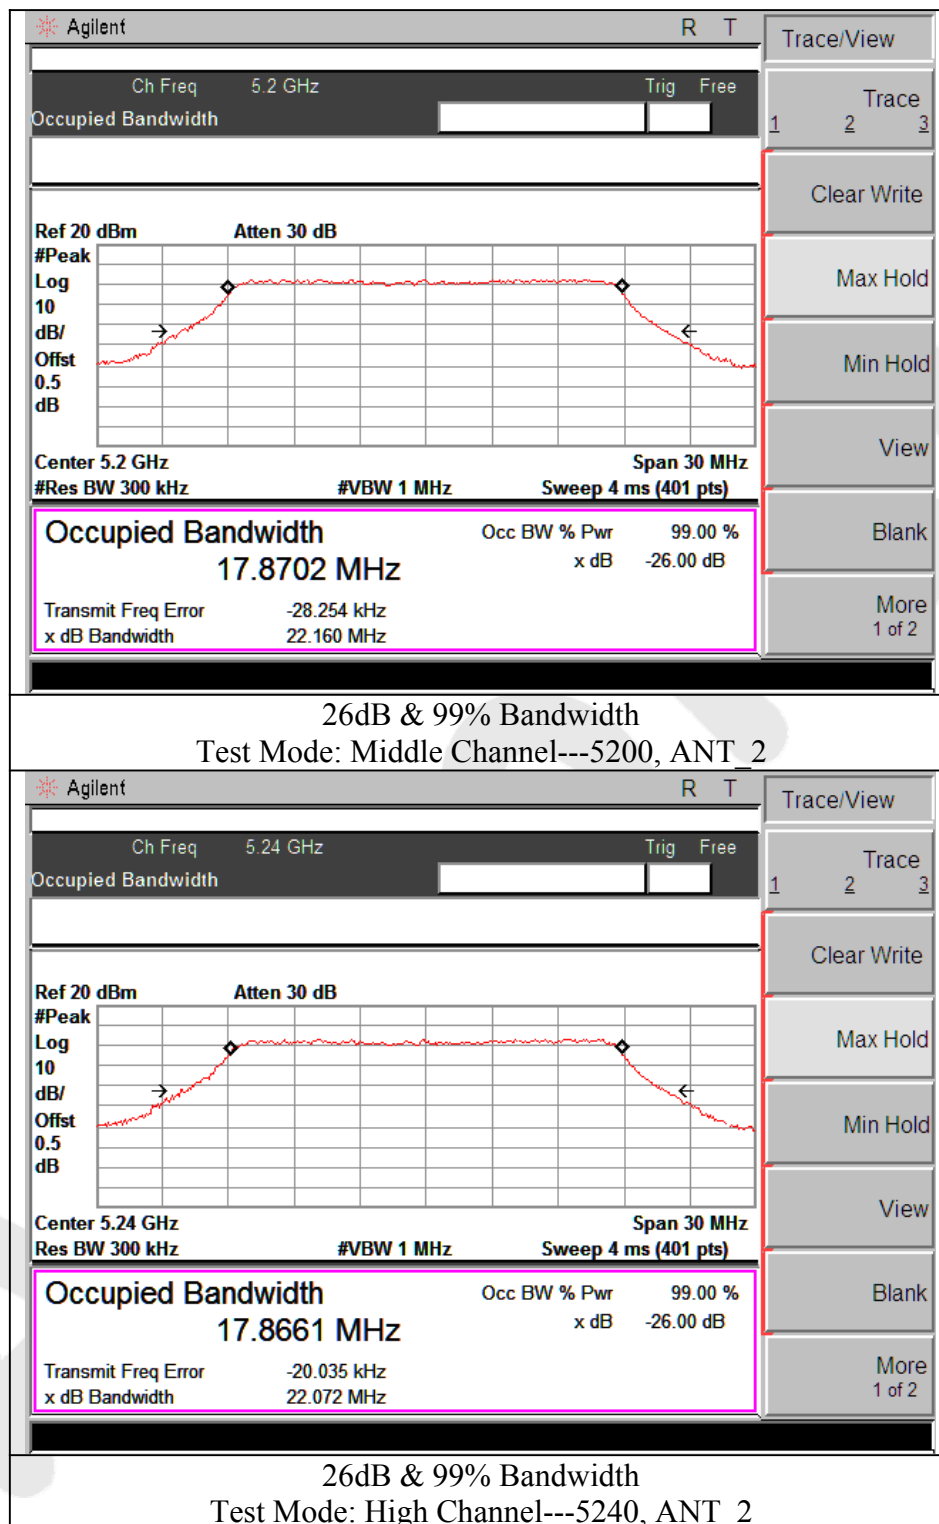 Agilent R T
Trace/View
Ch Freq 5.2 GHz Trig Free
Occupied Bandwidth
Trace
1 2 3
Clear Write
Max Hold
Min Hold
View
Blank
More
1 of 2
Ref 20 dBm Atten 30 dB
#Peak
Log
10
dB/
Offst
0.5
dB
Center 5.2 GHz Span 30 MHz
#Res BW 300 kHz #VBW 1 MHz Sweep 4 ms (401 pts)
Occupied Bandwidth Occ BW % Pwr 99.00 %
17.8702 MHz x dB -26.00 dB
Transmit Freq Error -28.254 kHz
x dB Bandwidth 22.160 MHz
26dB & 99% Bandwidth
Test Mode: Middle Channel---5200, ANT_2
Agilent R T
Trace/View
Ch Freq 5.24 GHz Trig Free
Occupied Bandwidth
Trace
1 2 3
Clear Write
Max Hold
Min Hold
View
Blank
More
1 of 2
Ref 20 dBm Atten 30 dB
#Peak
Log
10
dB/
Offst
0.5
dB
Center 5.24 GHz Span 30 MHz
Res BW 300 kHz #VBW 1 MHz Sweep 4 ms (401 pts)
Occupied Bandwidth Occ BW % Pwr 99.00 %
17.8661 MHz x dB -26.00 dB
Transmit Freq Error -20.035 kHz
x dB Bandwidth 22.072 MHz
26dB & 99% Bandwidth
Test Mode: High Channel---5240, ANT_2